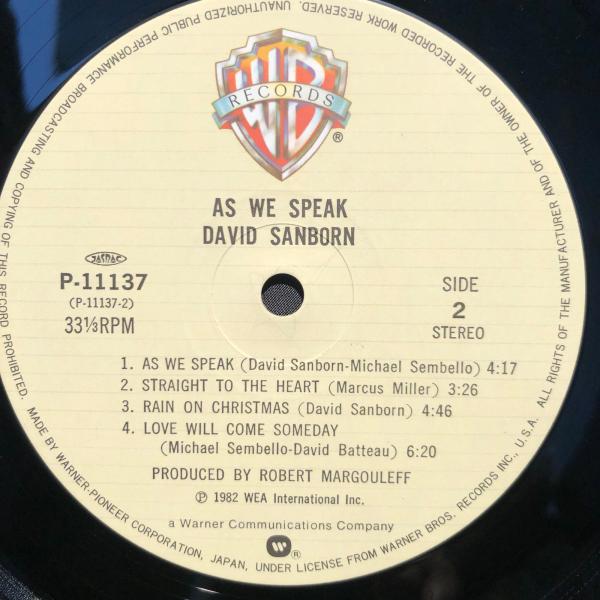 WB
RECORDS
®
AS WE SPEAK
DAVID SANBORN
JASRAC
P-11137
(P-11137-2)
33⅓RPM
SIDE
2
STEREO
1. AS WE SPEAK (David Sanborn-Michael Sembello) 4:17
2. STRAIGHT TO THE HEART (Marcus Miller) 3:26
3. RAIN ON CHRISTMAS (David Sanborn) 4:46
4. LOVE WILL COME SOMEDAY
(Michael Sembello-David Batteau) 6:20
PRODUCED BY ROBERT MARGOULEFF
℗ 1982 WEA International Inc.
a Warner Communications Company
®
MADE BY WARNER-PIONEER CORPORATION, JAPAN, UNDER LICENSE FROM WARNER BROS. RECORDS INC., U.S.A. ALL RIGHTS OF THE MANUFACTURER AND OF THE OWNER OF THE RECORDED WORK RESERVED. UNAUTHORIZED PUBLIC PERFORMANCE BROADCASTING AND COPYING OF THIS RECORD PROHIBITED.